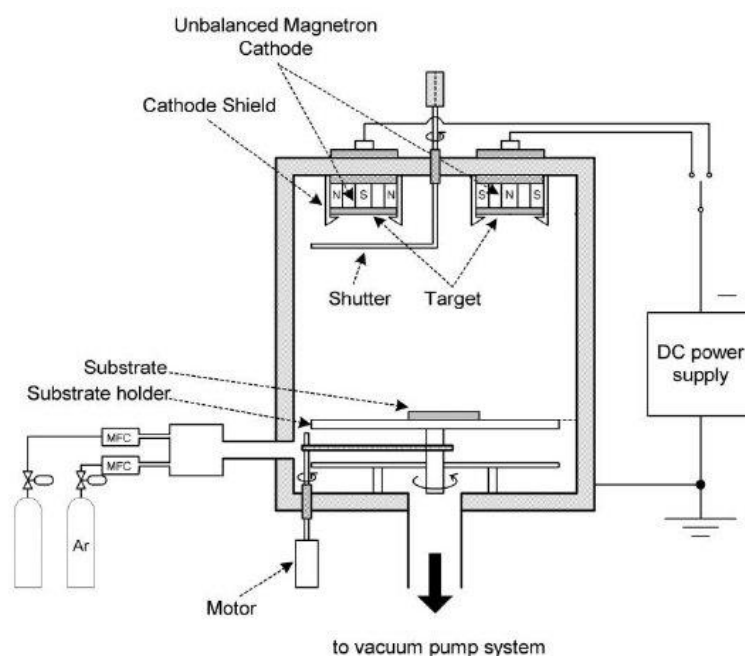 Unbalanced Magnetron
Cathode
Cathode Shield
N S N
S N S
Shutter
Target
—
DC power
supply
Substrate
Substrate holder
MFC
MFC
Ar
Motor
to vacuum pump system